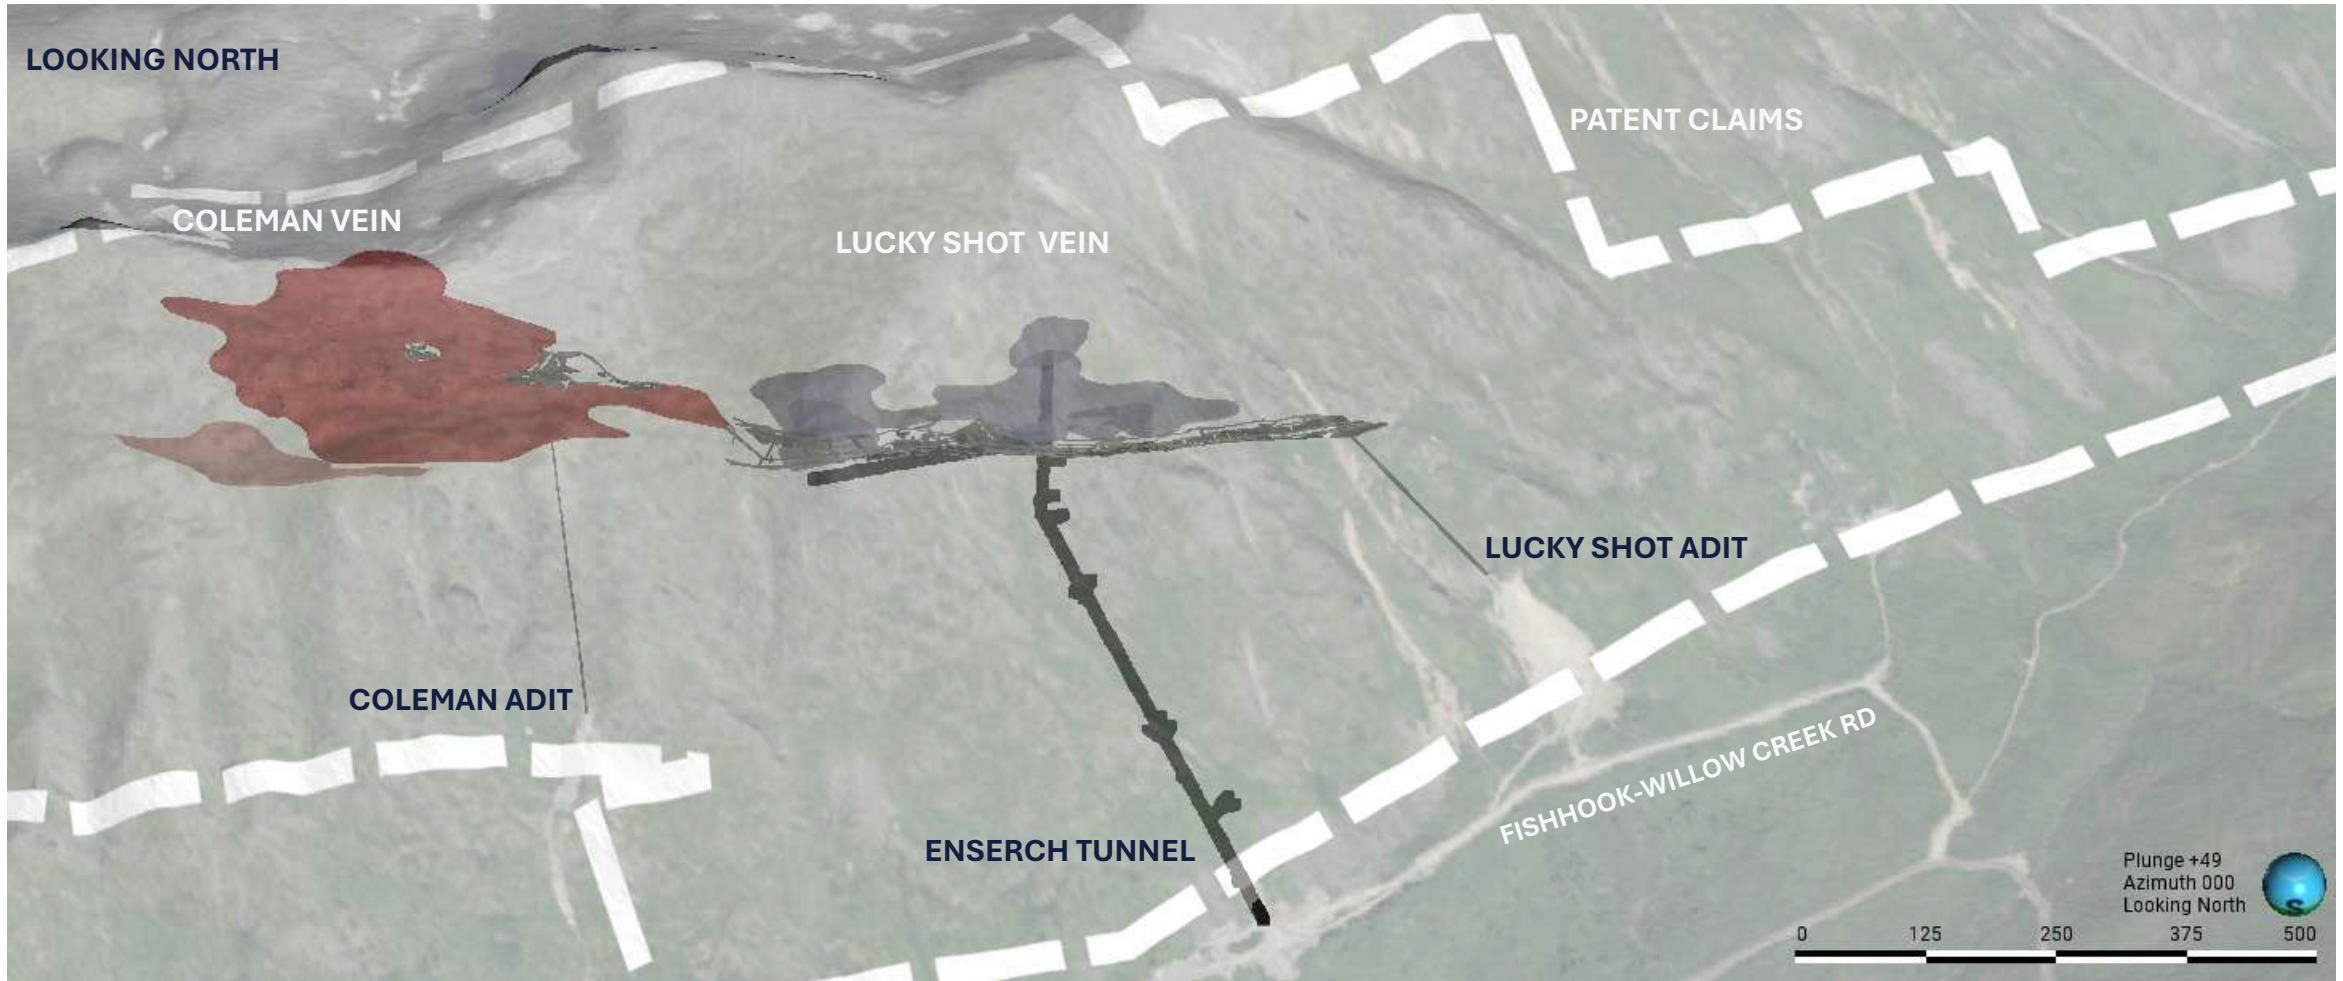 LOOKING NORTH
PATENT CLAIMS
COLEMAN VEIN
LUCKY SHOT VEIN
LUCKY SHOT ADIT
COLEMAN ADIT
FISHHOOK-WILLOW CREEK RD
ENSERCH TUNNEL
Plunge +49
Azimuth 000
Looking North
S
0 125 250 375 500